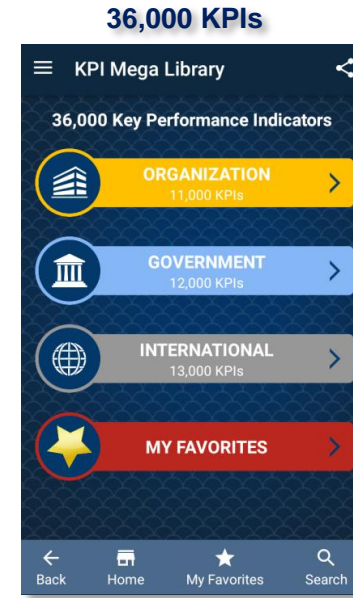 36,000 KPIs
KPI Mega Library
36,000 Key Performance Indicators
ORGANIZATION
11,000 KPIs
GOVERNMENT
12,000 KPIs
INTERNATIONAL
13,000 KPIs
MY FAVORITES
Back Home My Favorites Search